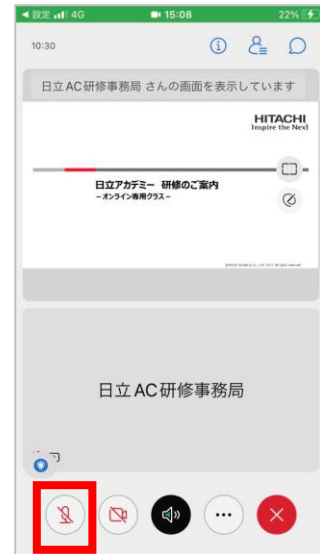 設定 4G 15:08 22%
10:30
日立AC研修事務局 さんの画面を表示しています
HITACHI
Inspire the Next
日立アカデミー 研修のご案内
~オンライン専用クラス~
日立AC研修事務局